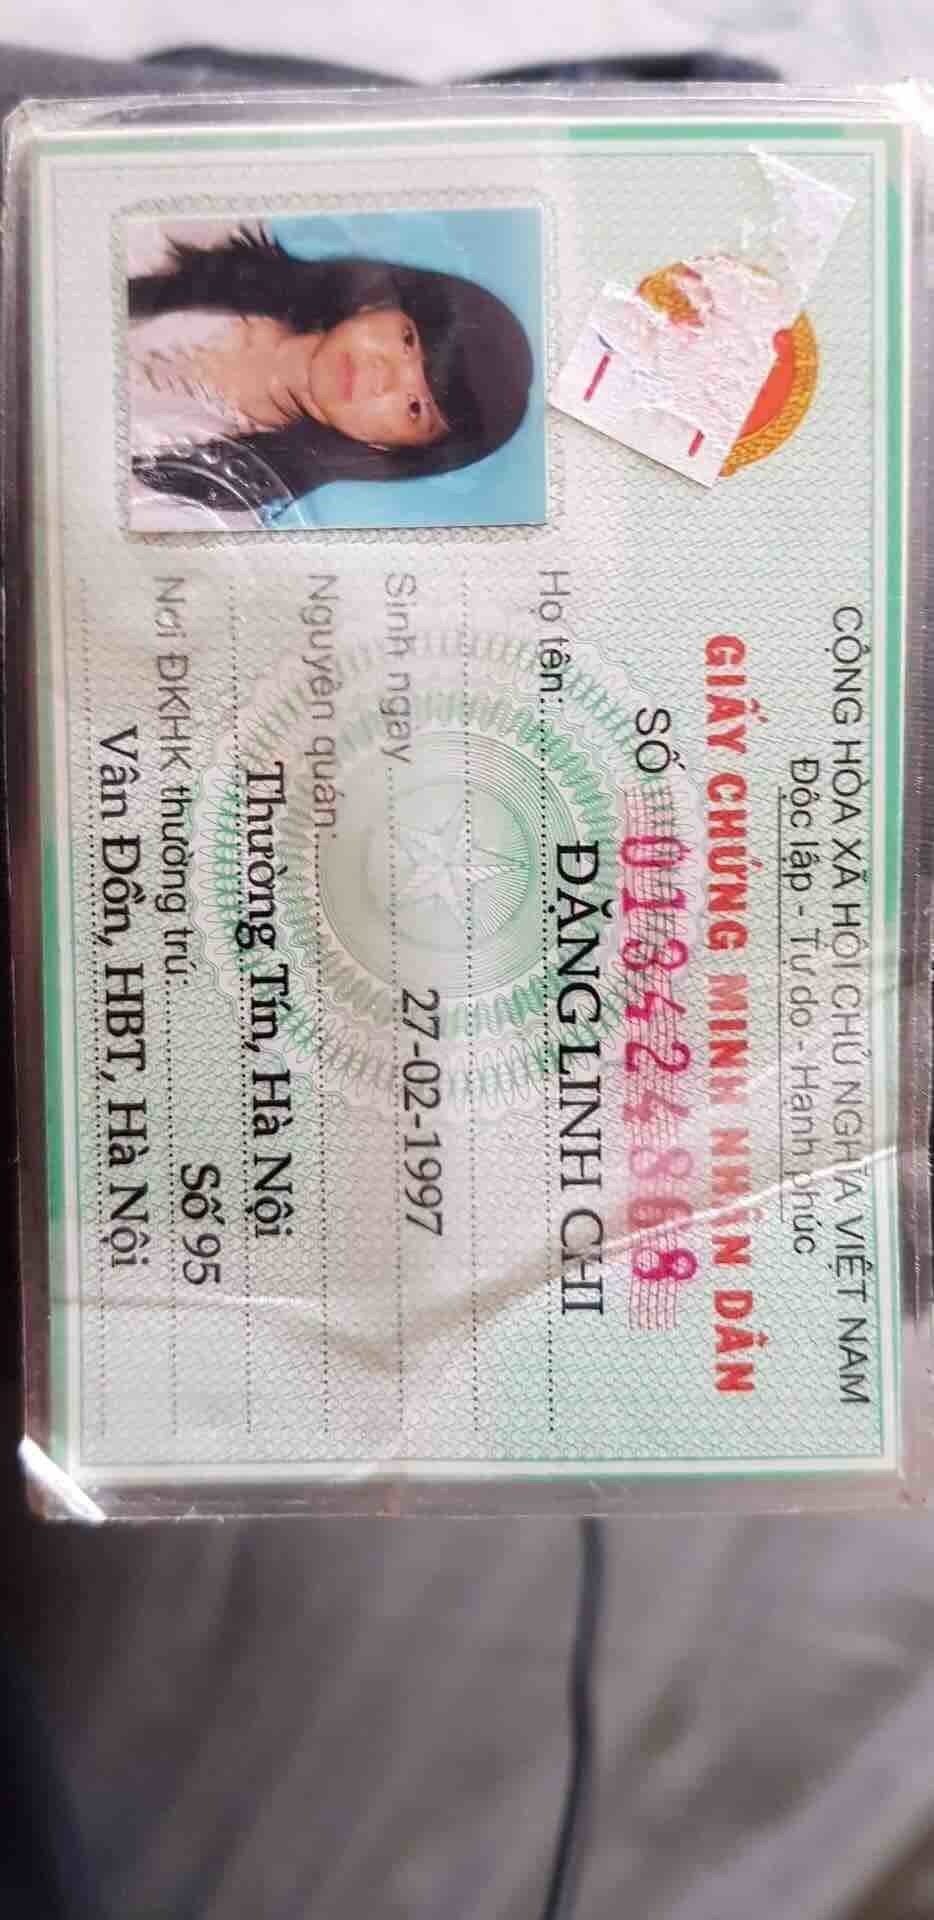 CỘNG HÒA XÃ HỘI CHỦ NGHĨA VIỆT NAM
Độc lập - Tự do - Hạnh phúc
GIẤY CHỨNG MINH NHÂN DÂN
SỐ 013424868
Họ tên: ĐẶNG LINH CHI
Sinh ngày 27-02-1997
Nguyên quán:
Thường Tín, Hà Nội
Nơi ĐKHK thường trú: Số 95
Vân Đồn, HBT, Hà Nội